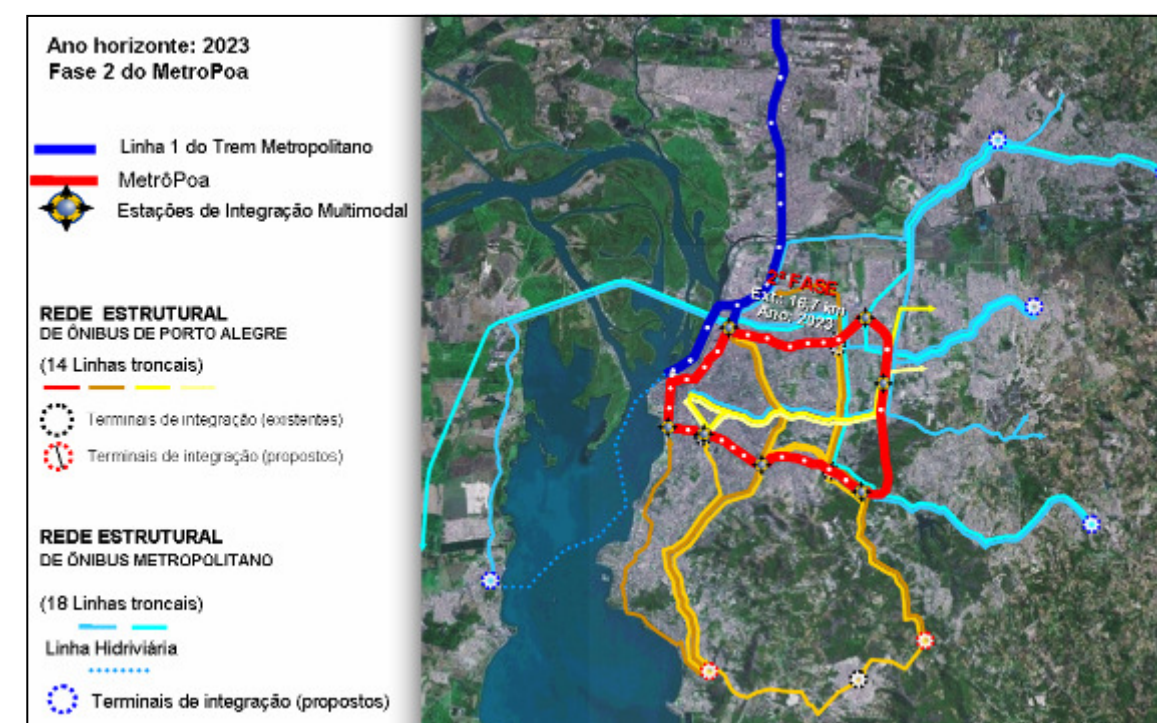 Ano horizonte: 2023
Fase 2 do MetroPoa
Linha 1 do Trem Metropolitano
MetrôPoa
Estações de Integração Multimodal
REDE ESTRUTURAL
DE ÔNIBUS DE PORTO ALEGRE
(14 Linhas troncais)
Terminais de integração (existentes)
Terminais de integração (propostos)
REDE ESTRUTURAL
DE ÔNIBUS METROPOLITANO
(18 Linhas troncais)
Linha Hidriviária
Terminais de integração (propostos)
2ª FASE
Ext.: 16,7 km
Ano: 2023